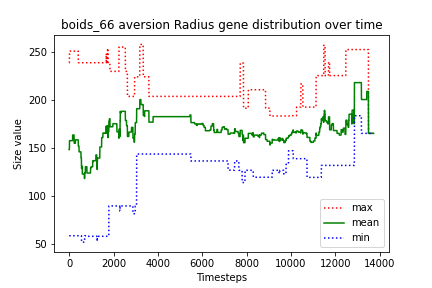 boids_66 aversion Radius gene distribution over time
Size value
250
200
150
100
50
0
2000
4000
6000
8000
10000
12000
14000
Timesteps
max
mean
min